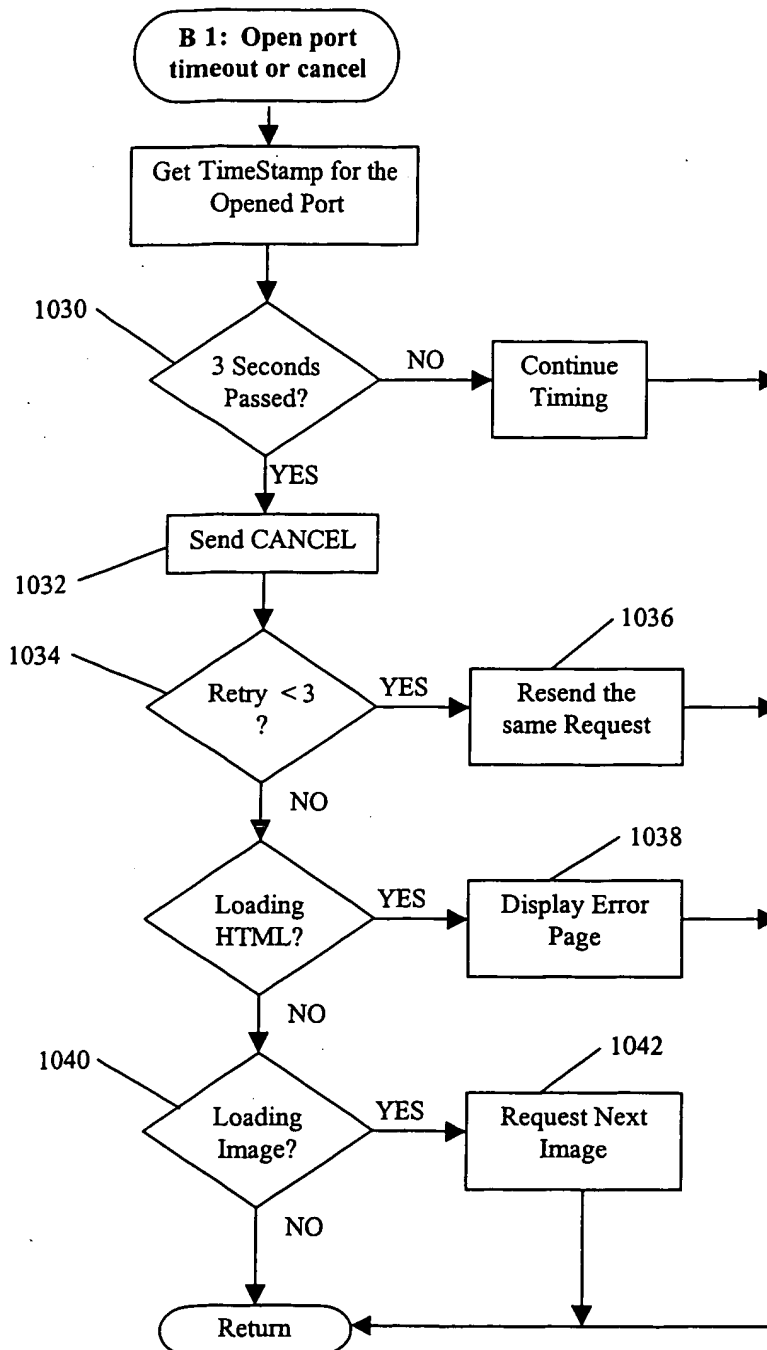 B 1: Open port
timeout or cancel
Get TimeStamp for the
Opened Port
1030
3 Seconds
Passed?
NO
Continue
Timing
YES
Send CANCEL
1032
1034
Retry < 3
?
YES
1036
Resend the
same Request
NO
Loading
HTML?
YES
1038
Display Error
Page
NO
1040
Loading
Image?
YES
1042
Request Next
Image
NO
Return